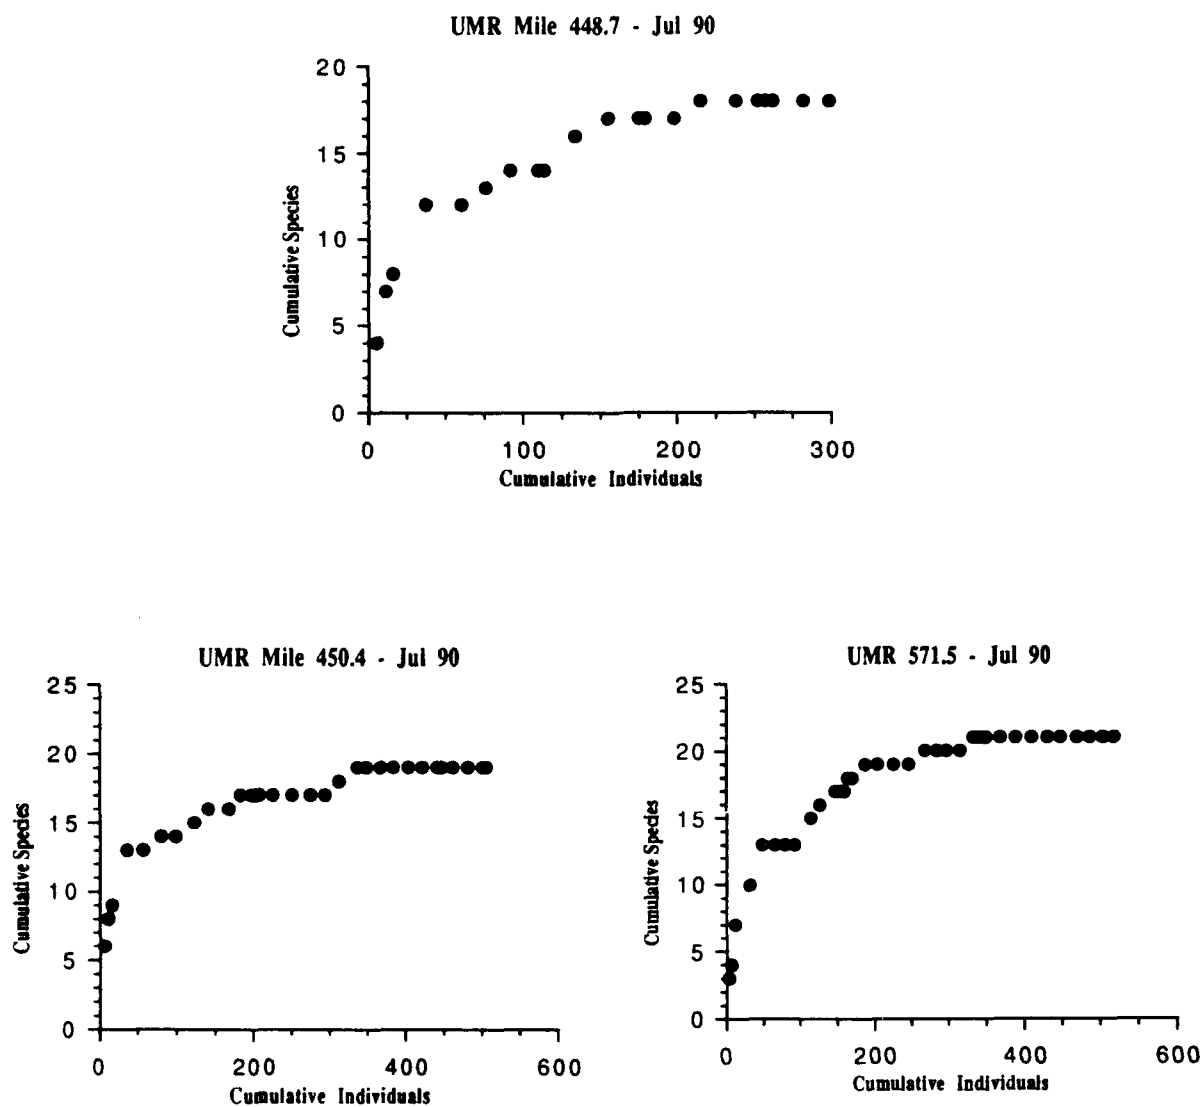 UMR Mile 448.7 - Jul 90
20
15
10
5
0
Cumulative Species
0 100 200 300
Cumulative Individuals
UMR Mile 450.4 - Jul 90
25
20
15
10
5
0
Cumulative Species
0 200 400 600
Cumulative Individuals
UMR 571.5 - Jul 90
25
20
15
10
5
0
Cumulative Species
0 200 400 600
Cumulative Individuals